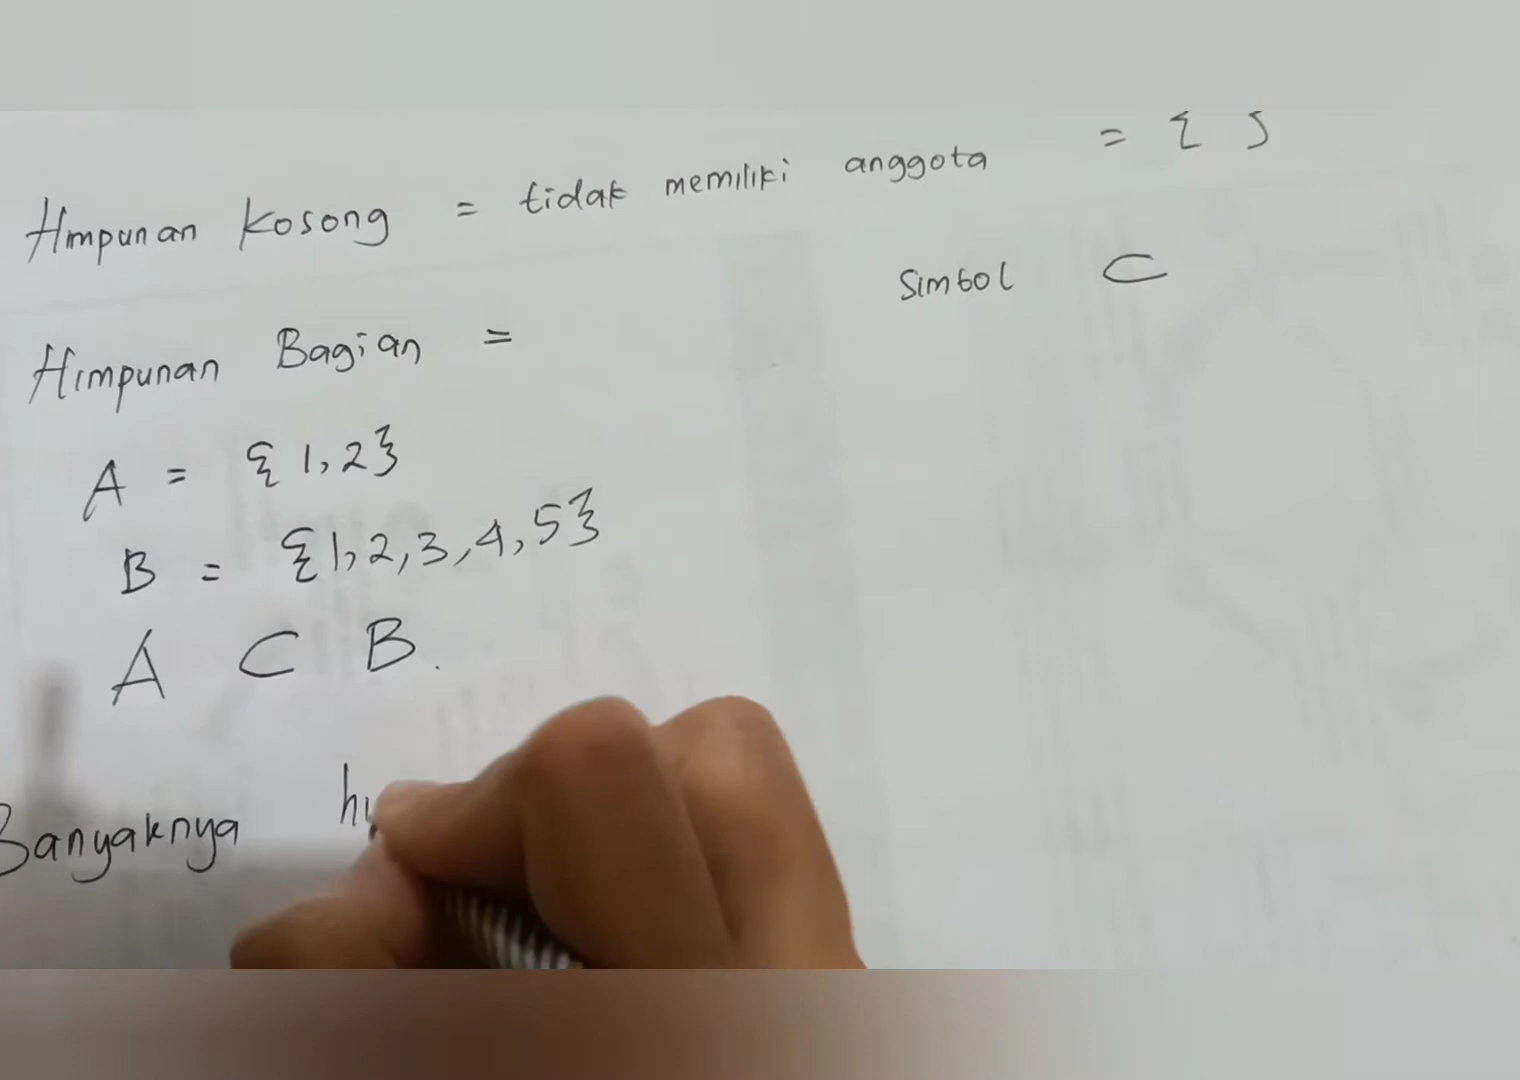 Himpunan Kosong = tidak memiliki anggota = { }
Simbol ⊂
Himpunan Bagian =
A = {1,2}
B = {1,2,3,4,5}
A ⊂ B.
Banyaknya